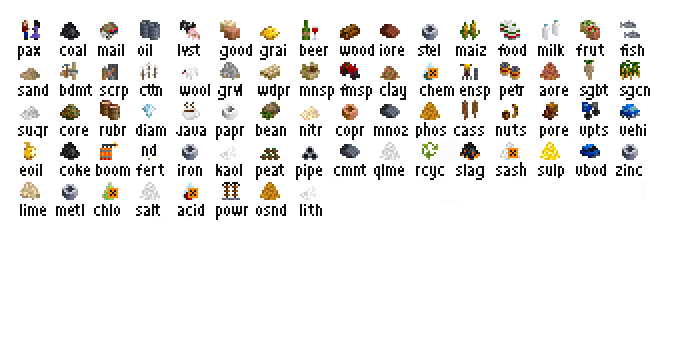 pax coal mail oil lvst good grai beer wood iore stel maiz food milk frut fish
sand bdmt scrp cttn wool grvl wdpr mnsp fmsp clay chem ensp petr aore sgbt sgcn
sugr core rubr diam java papr bean nitr copr mnoz phos cass nuts pore vpts vehi
eoil coke boom fert iron kaol peat pipe cmnt qlme rcyc slag sash sulp vbod zinc
lime metl chlo salt acid powr osnd lith